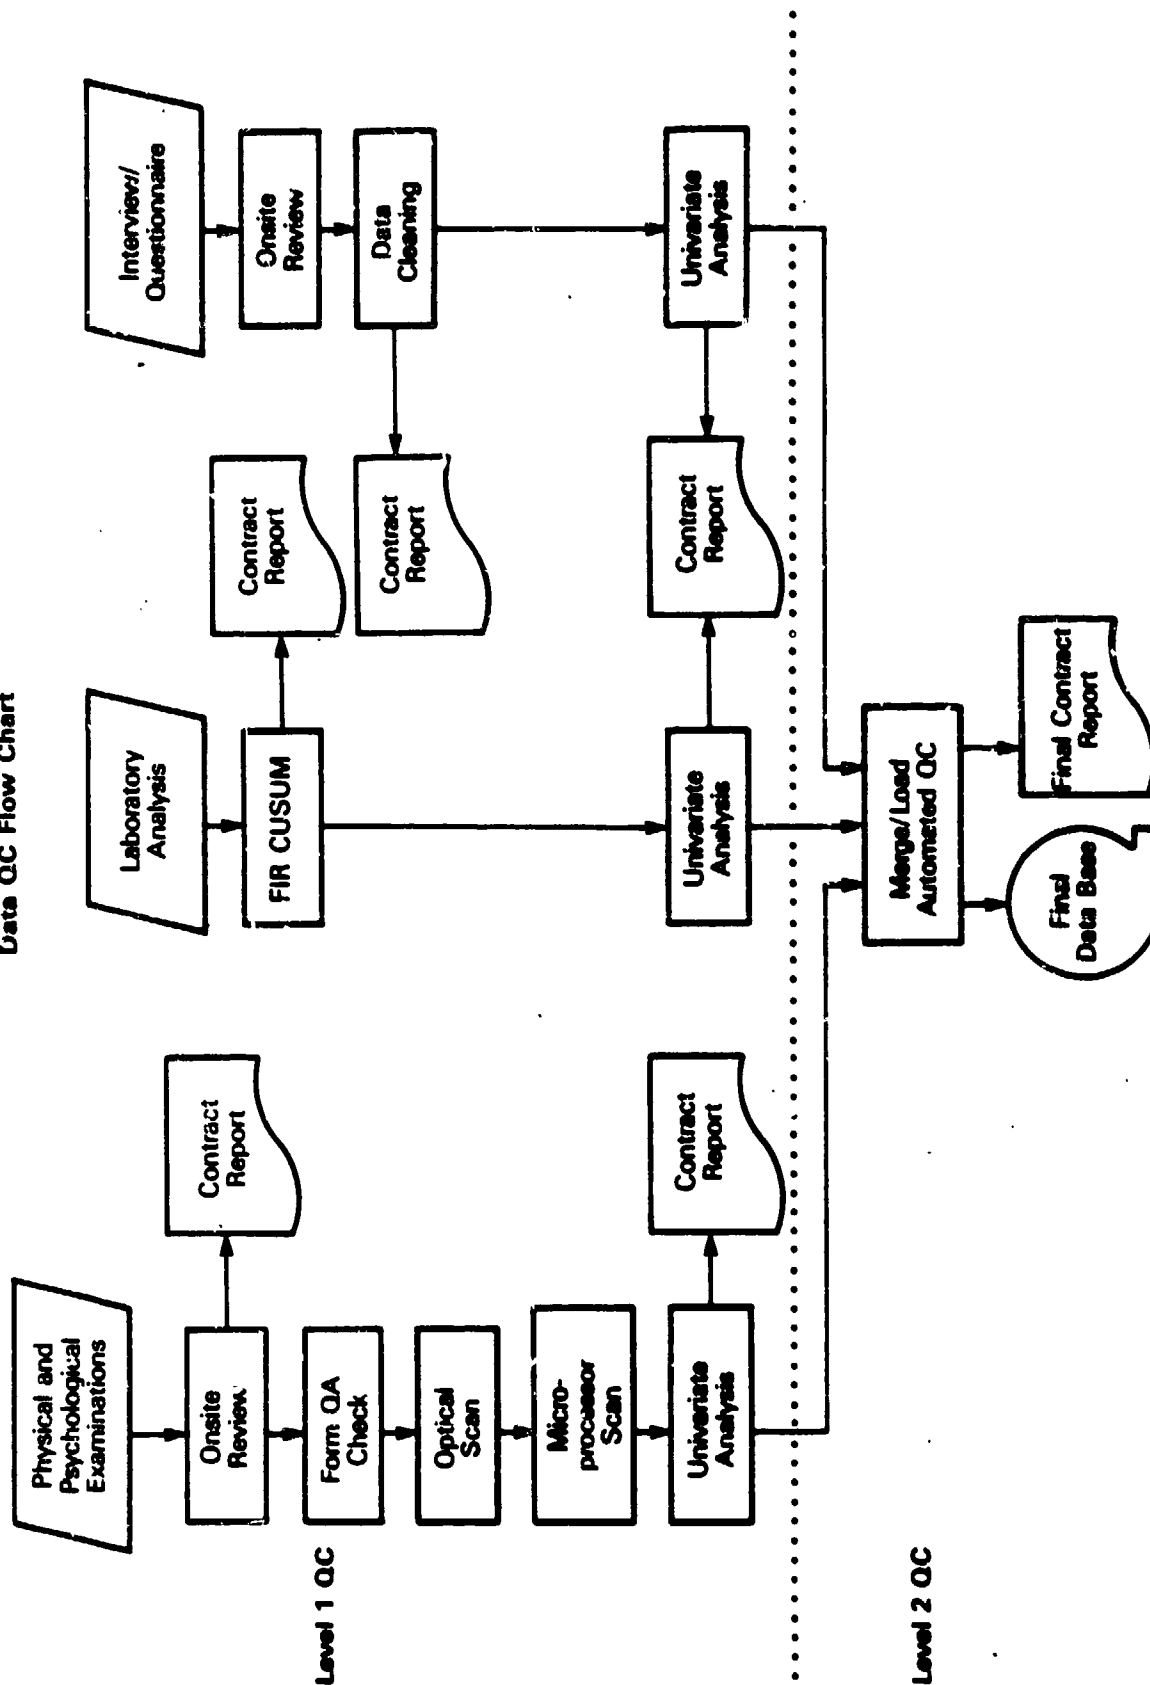 Data QC Flow Chart
Physical and
Psychological
Examinations
Laboratory
Analysis
Interview/
Questionnaire
Onsite
Review
Contract
Report
FIR CUSUM
Contract
Report
Onsite
Review
Level 1 QC
Form QA
Check
Data
Cleaning
Contract
Report
Optical
Scan
Micro-
processor
Scan
Univariate
Analysis
Contract
Report
Univariate
Analysis
Contract
Report
Univariate
Analysis
Level 2 QC
Merge/Load
Automated QC
Final
Data Base
Final Contract
Report